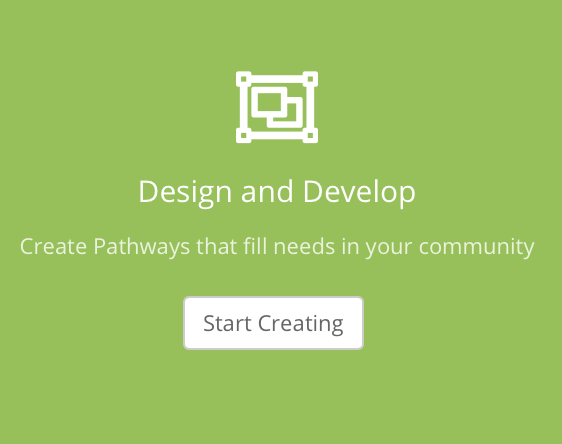 Design and Develop
Create Pathways that fill needs in your community
Start Creating